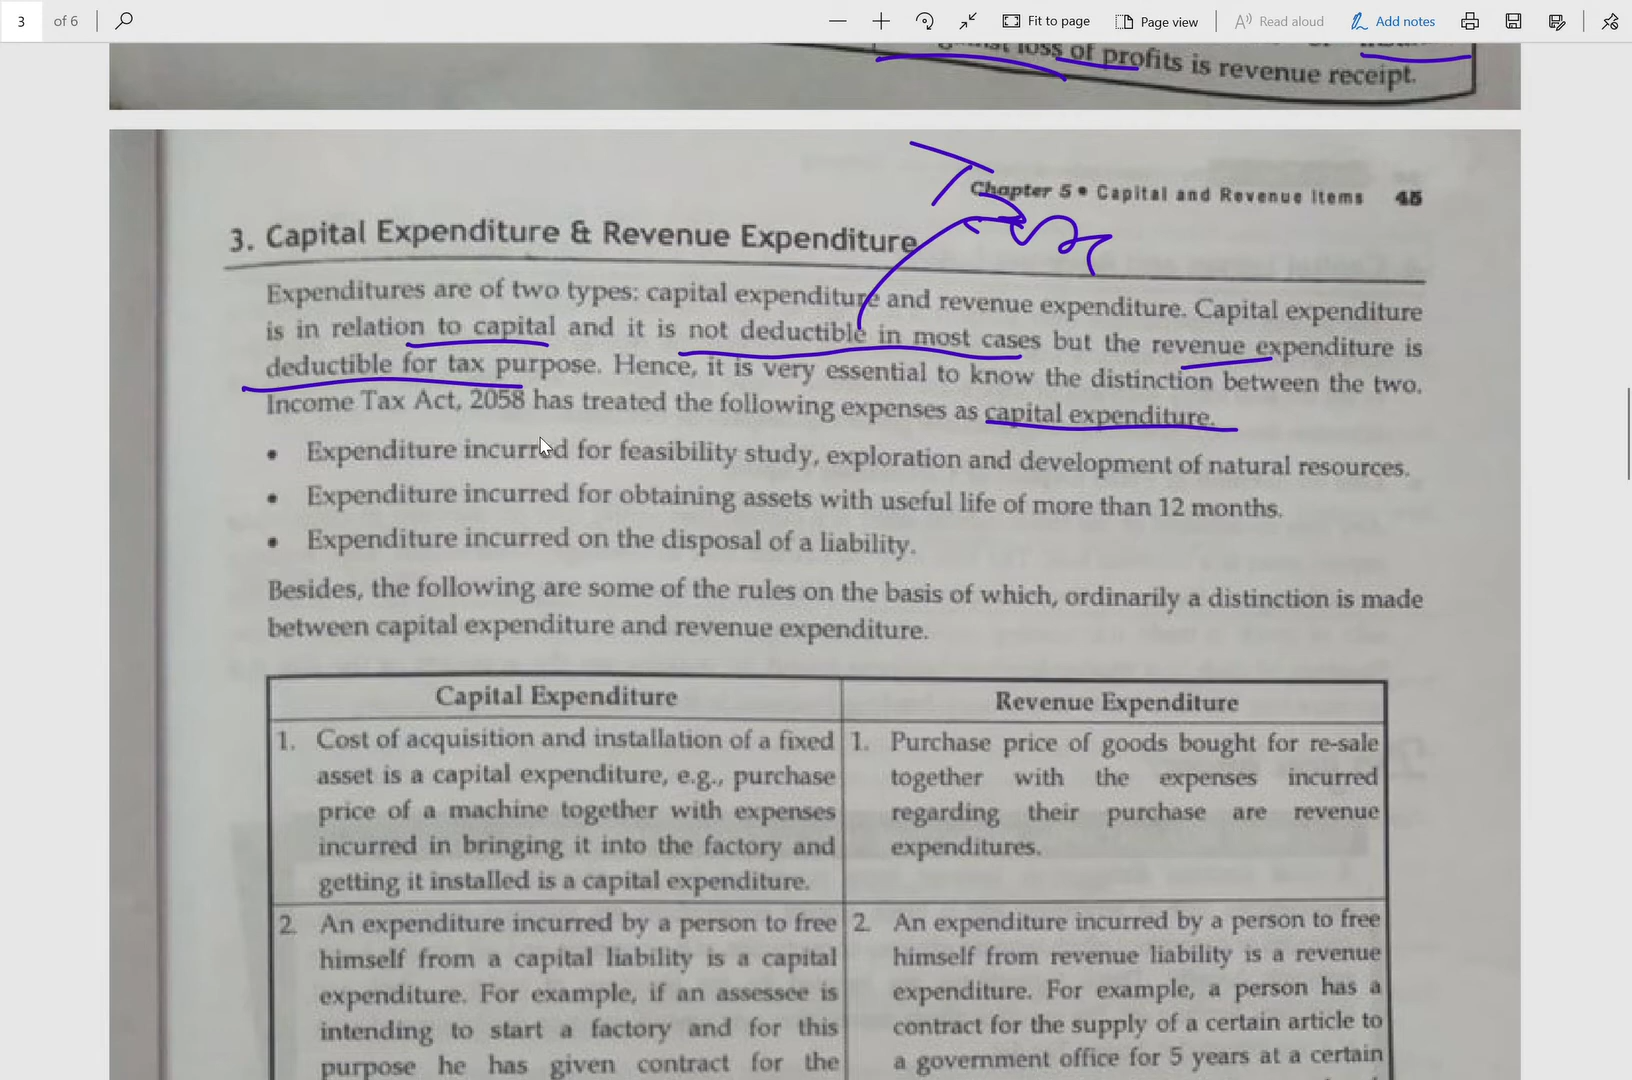 3 of 6 Fit to page Page view Read aloud Add notes
loss of profits is revenue receipt.
Chapter 5 • Capital and Revenue Items 45
3. Capital Expenditure & Revenue Expenditure
Expenditures are of two types: capital expenditure and revenue expenditure. Capital expenditure
is in relation to capital and it is not deductible in most cases but the revenue expenditure is
deductible for tax purpose. Hence, it is very essential to know the distinction between the two.
Income Tax Act, 2058 has treated the following expenses as capital expenditure.
• Expenditure incurred for feasibility study, exploration and development of natural resources.
• Expenditure incurred for obtaining assets with useful life of more than 12 months.
• Expenditure incurred on the disposal of a liability.
Besides, the following are some of the rules on the basis of which, ordinarily a distinction is made
between capital expenditure and revenue expenditure.
Capital Expenditure
1. Cost of acquisition and installation of a fixed
asset is a capital expenditure, e.g., purchase
price of a machine together with expenses
incurred in bringing it into the factory and
getting it installed is a capital expenditure.
Revenue Expenditure
1. Purchase price of goods bought for re-sale
together with the expenses incurred
regarding their purchase are revenue
expenditures.
2. An expenditure incurred by a person to free
himself from a capital liability is a capital
expenditure. For example, if an assessee is
intending to start a factory and for this
purpose he has given contract for the
2. An expenditure incurred by a person to free
himself from revenue liability is a revenue
expenditure. For example, a person has a
contract for the supply of a certain article to
a government office for 5 years at a certain